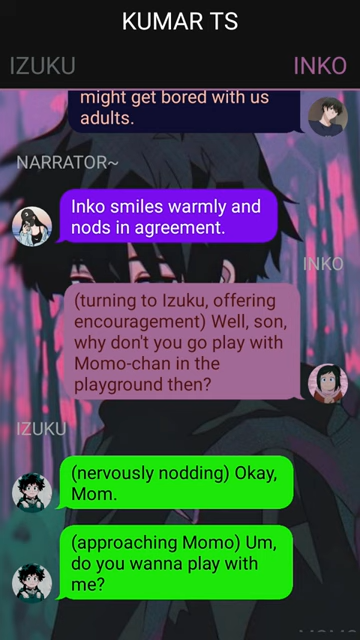 KUMAR TS
IZUKU
INKO
might get bored with us
adults.
NARRATOR~
Inko smiles warmly and
nods in agreement.
INKO
(turning to Izuku, offering
encouragement) Well, son,
why don't you go play with
Momo-chan in the
playground then?
IZUKU
(nervously nodding) Okay,
Mom.
(approaching Momo) Um,
do you wanna play with
me?